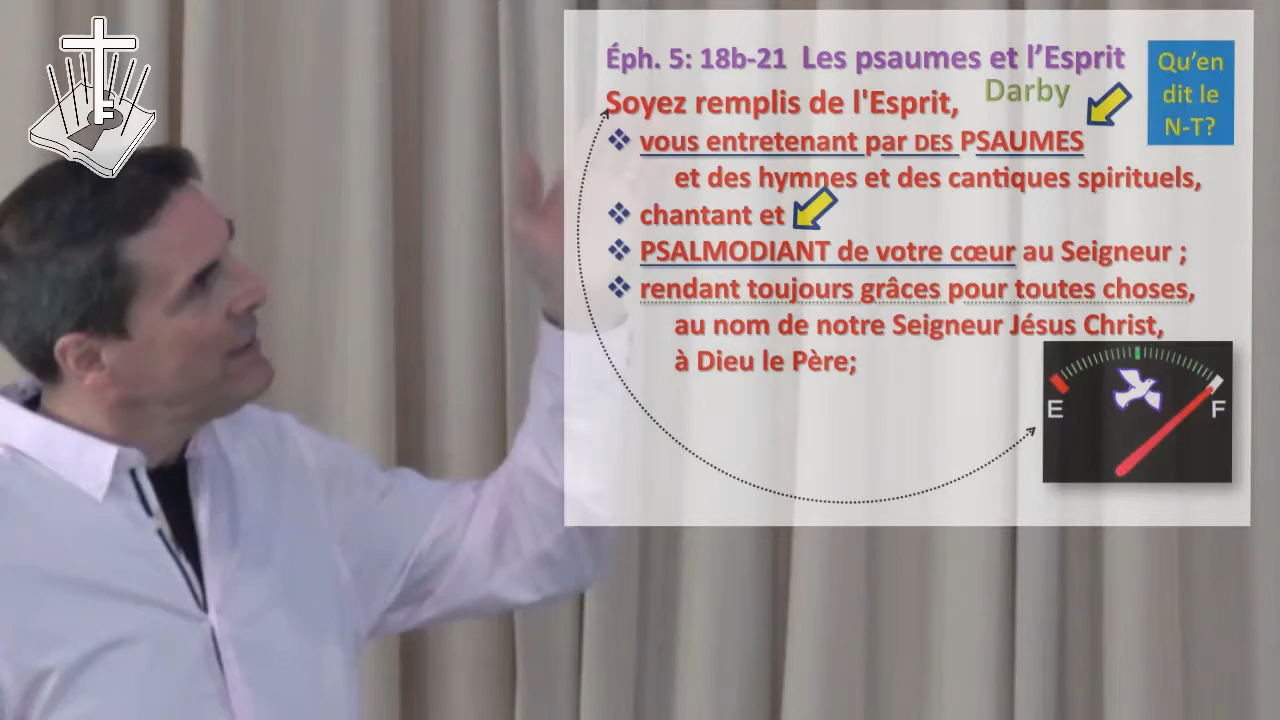 Éph. 5: 18b-21 Les psaumes et l’Esprit
Darby
Qu’en
dit le
N-T?
Soyez remplis de l'Esprit,
❖ vous entretenant par DES PSAUMES
et des hymnes et des cantiques spirituels,
❖ chantant et
❖ PSALMODIANT de votre cœur au Seigneur ;
❖ rendant toujours grâces pour toutes choses,
au nom de notre Seigneur Jésus Christ,
à Dieu le Père;
E F